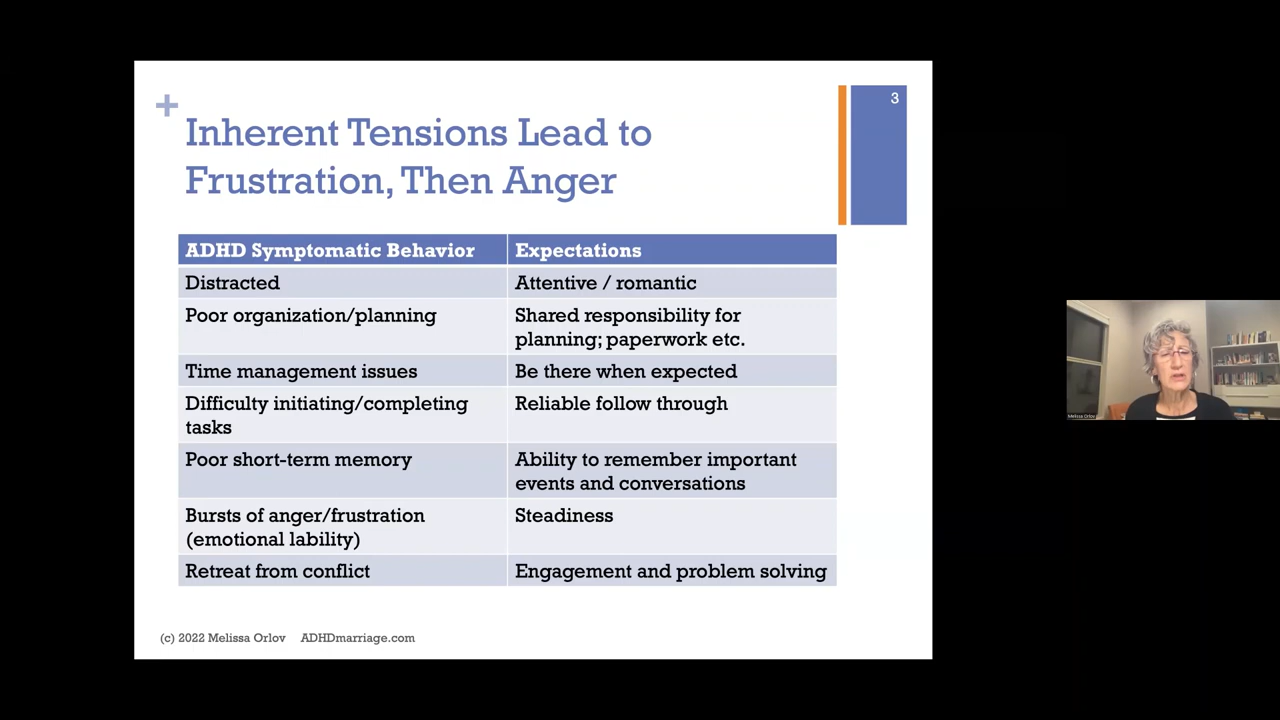 +
3
Inherent Tensions Lead to
Frustration, Then Anger
ADHD Symptomatic Behavior
Expectations
Distracted
Attentive / romantic
Poor organization/planning
Shared responsibility for
planning; paperwork etc.
Time management issues
Be there when expected
Difficulty initiating/completing
tasks
Reliable follow through
Poor short-term memory
Ability to remember important
events and conversations
Bursts of anger/frustration
(emotional lability)
Steadiness
Retreat from conflict
Engagement and problem solving
(c) 2022 Melissa Orlov ADHDmarriage.com
Melissa Orlov